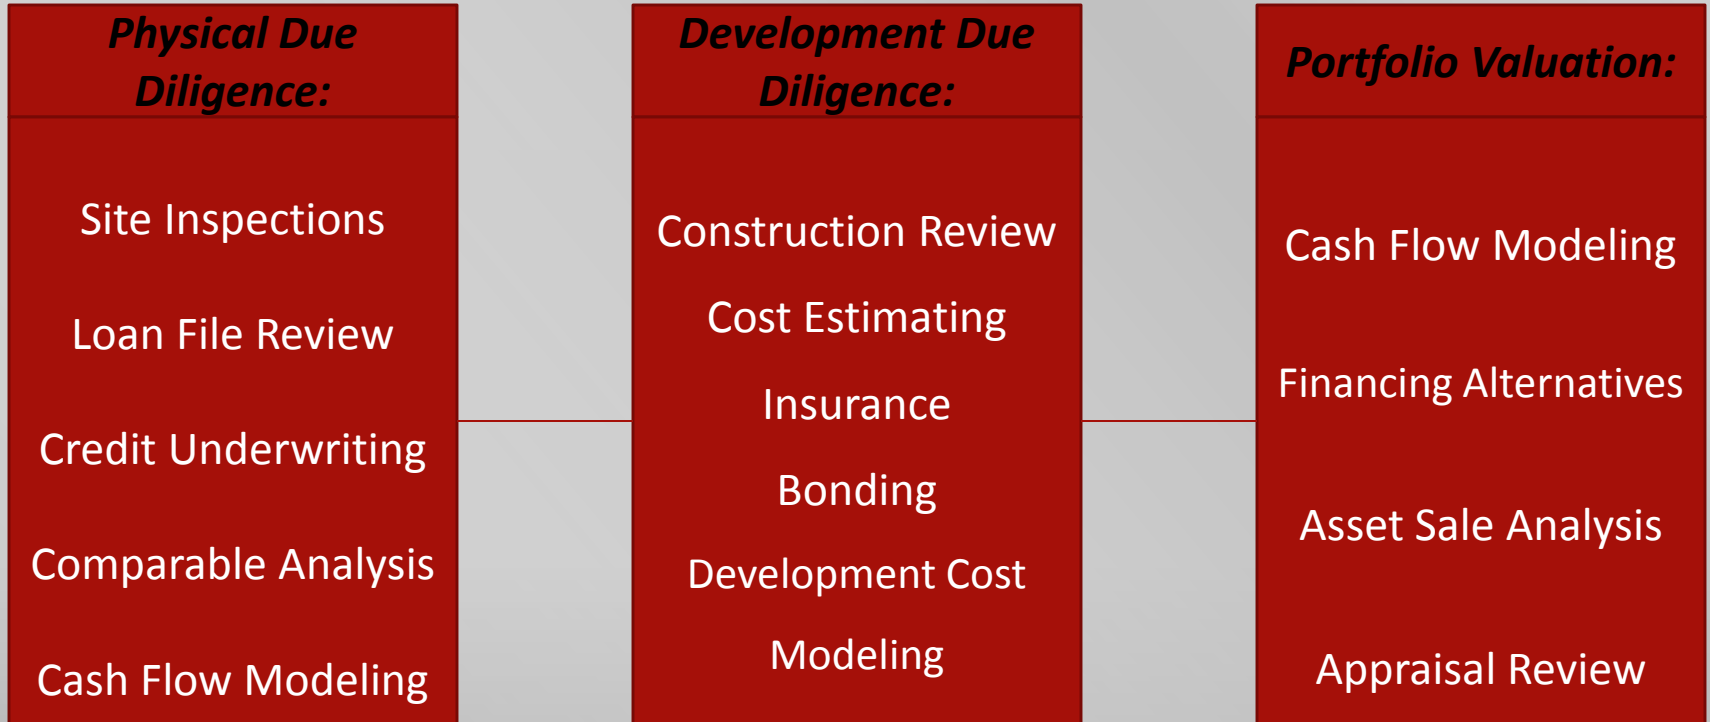 Physical Due
Diligence:
Site Inspections
Loan File Review
Credit Underwriting
Comparable Analysis
Cash Flow Modeling
Development Due
Diligence:
Construction Review
Cost Estimating
Insurance
Bonding
Development Cost
Modeling
Portfolio Valuation:
Cash Flow Modeling
Financing Alternatives
Asset Sale Analysis
Appraisal Review